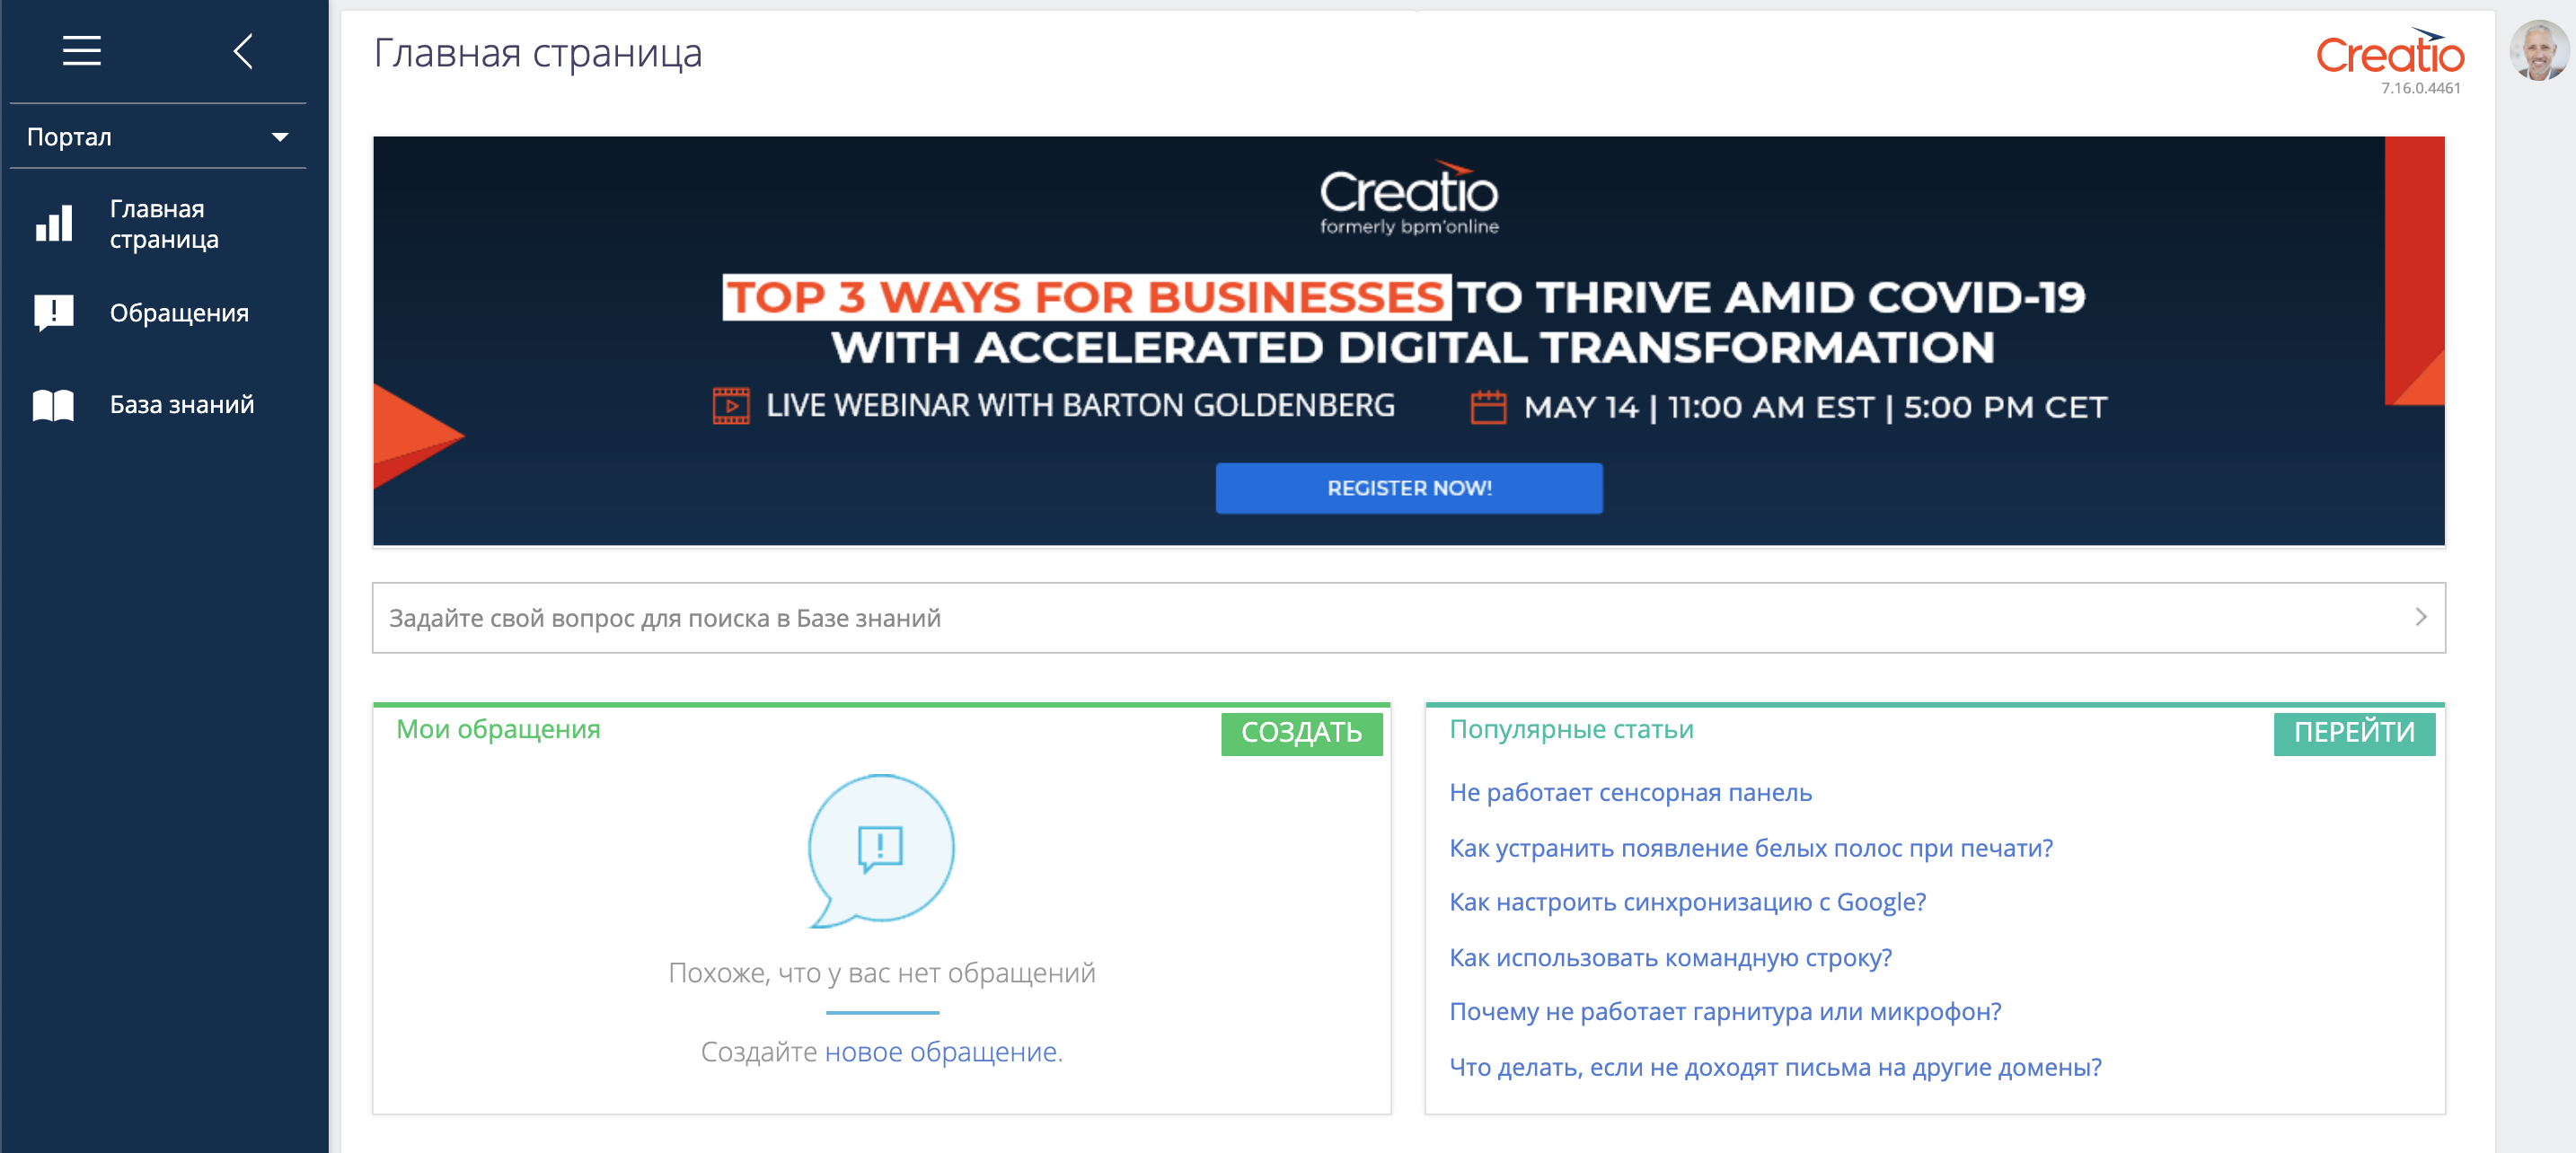 Портал
Главная
страница
Обращения
База знаний
Главная страница
Creatio
7.16.0.4461
Creatio
formerly bpm'online
TOP 3 WAYS FOR BUSINESSES TO THRIVE AMID COVID-19
WITH ACCELERATED DIGITAL TRANSFORMATION
LIVE WEBINAR WITH BARTON GOLDENBERG
MAY 14 | 11:00 AM EST | 5:00 PM CET
REGISTER NOW!
Задайте свой вопрос для поиска в Базе знаний
Мои обращения
СОЗДАТЬ
Похоже, что у вас нет обращений
Создайте новое обращение.
Популярные статьи
ПЕРЕЙТИ
Не работает сенсорная панель
Как устранить появление белых полос при печати?
Как настроить синхронизацию с Google?
Как использовать командную строку?
Почему не работает гарнитура или микрофон?
Что делать, если не доходят письма на другие домены?